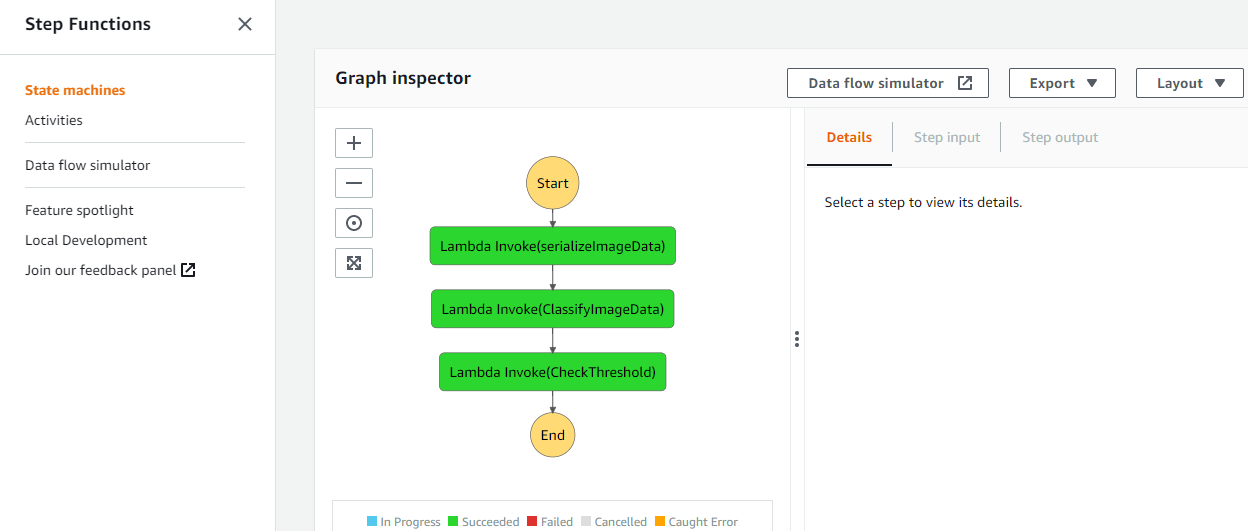 Step Functions
State machines
Activities
Data flow simulator
Feature spotlight
Local Development
Join our feedback panel
Graph inspector
Data flow simulator
Export
Layout
Start
Lambda Invoke(serializeImageData)
Lambda Invoke(ClassifyImageData)
Lambda Invoke(CheckThreshold)
End
In Progress Succeeded Failed Cancelled Caught Error
Details Step input Step output
Select a step to view its details.